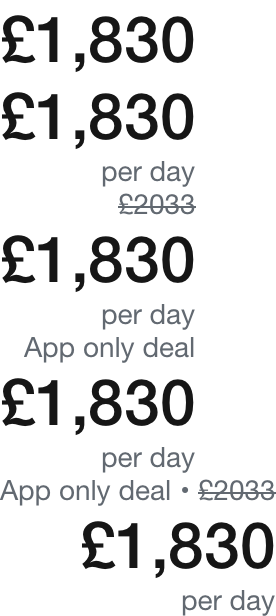 £1,830
£1,830
per day
£2033
£1,830
per day
App only deal
£1,830
per day
App only deal • £2033
£1,830
per day